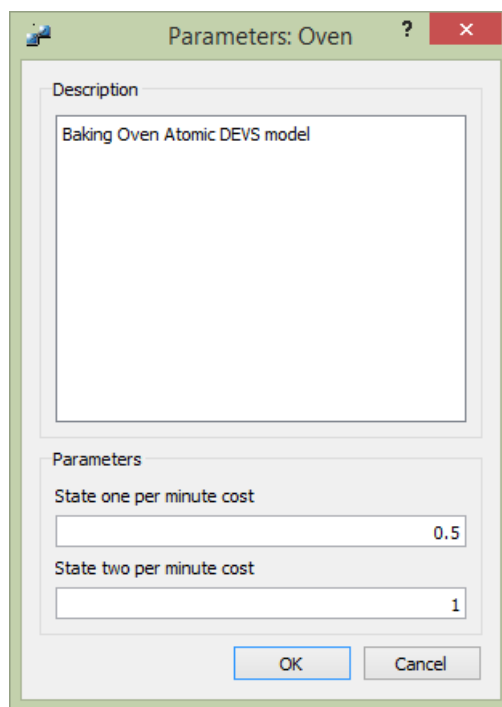 Parameters: Oven ? ×
Description
Baking Oven Atomic DEVS model
Parameters
State one per minute cost
0.5
State two per minute cost
1
OK Cancel